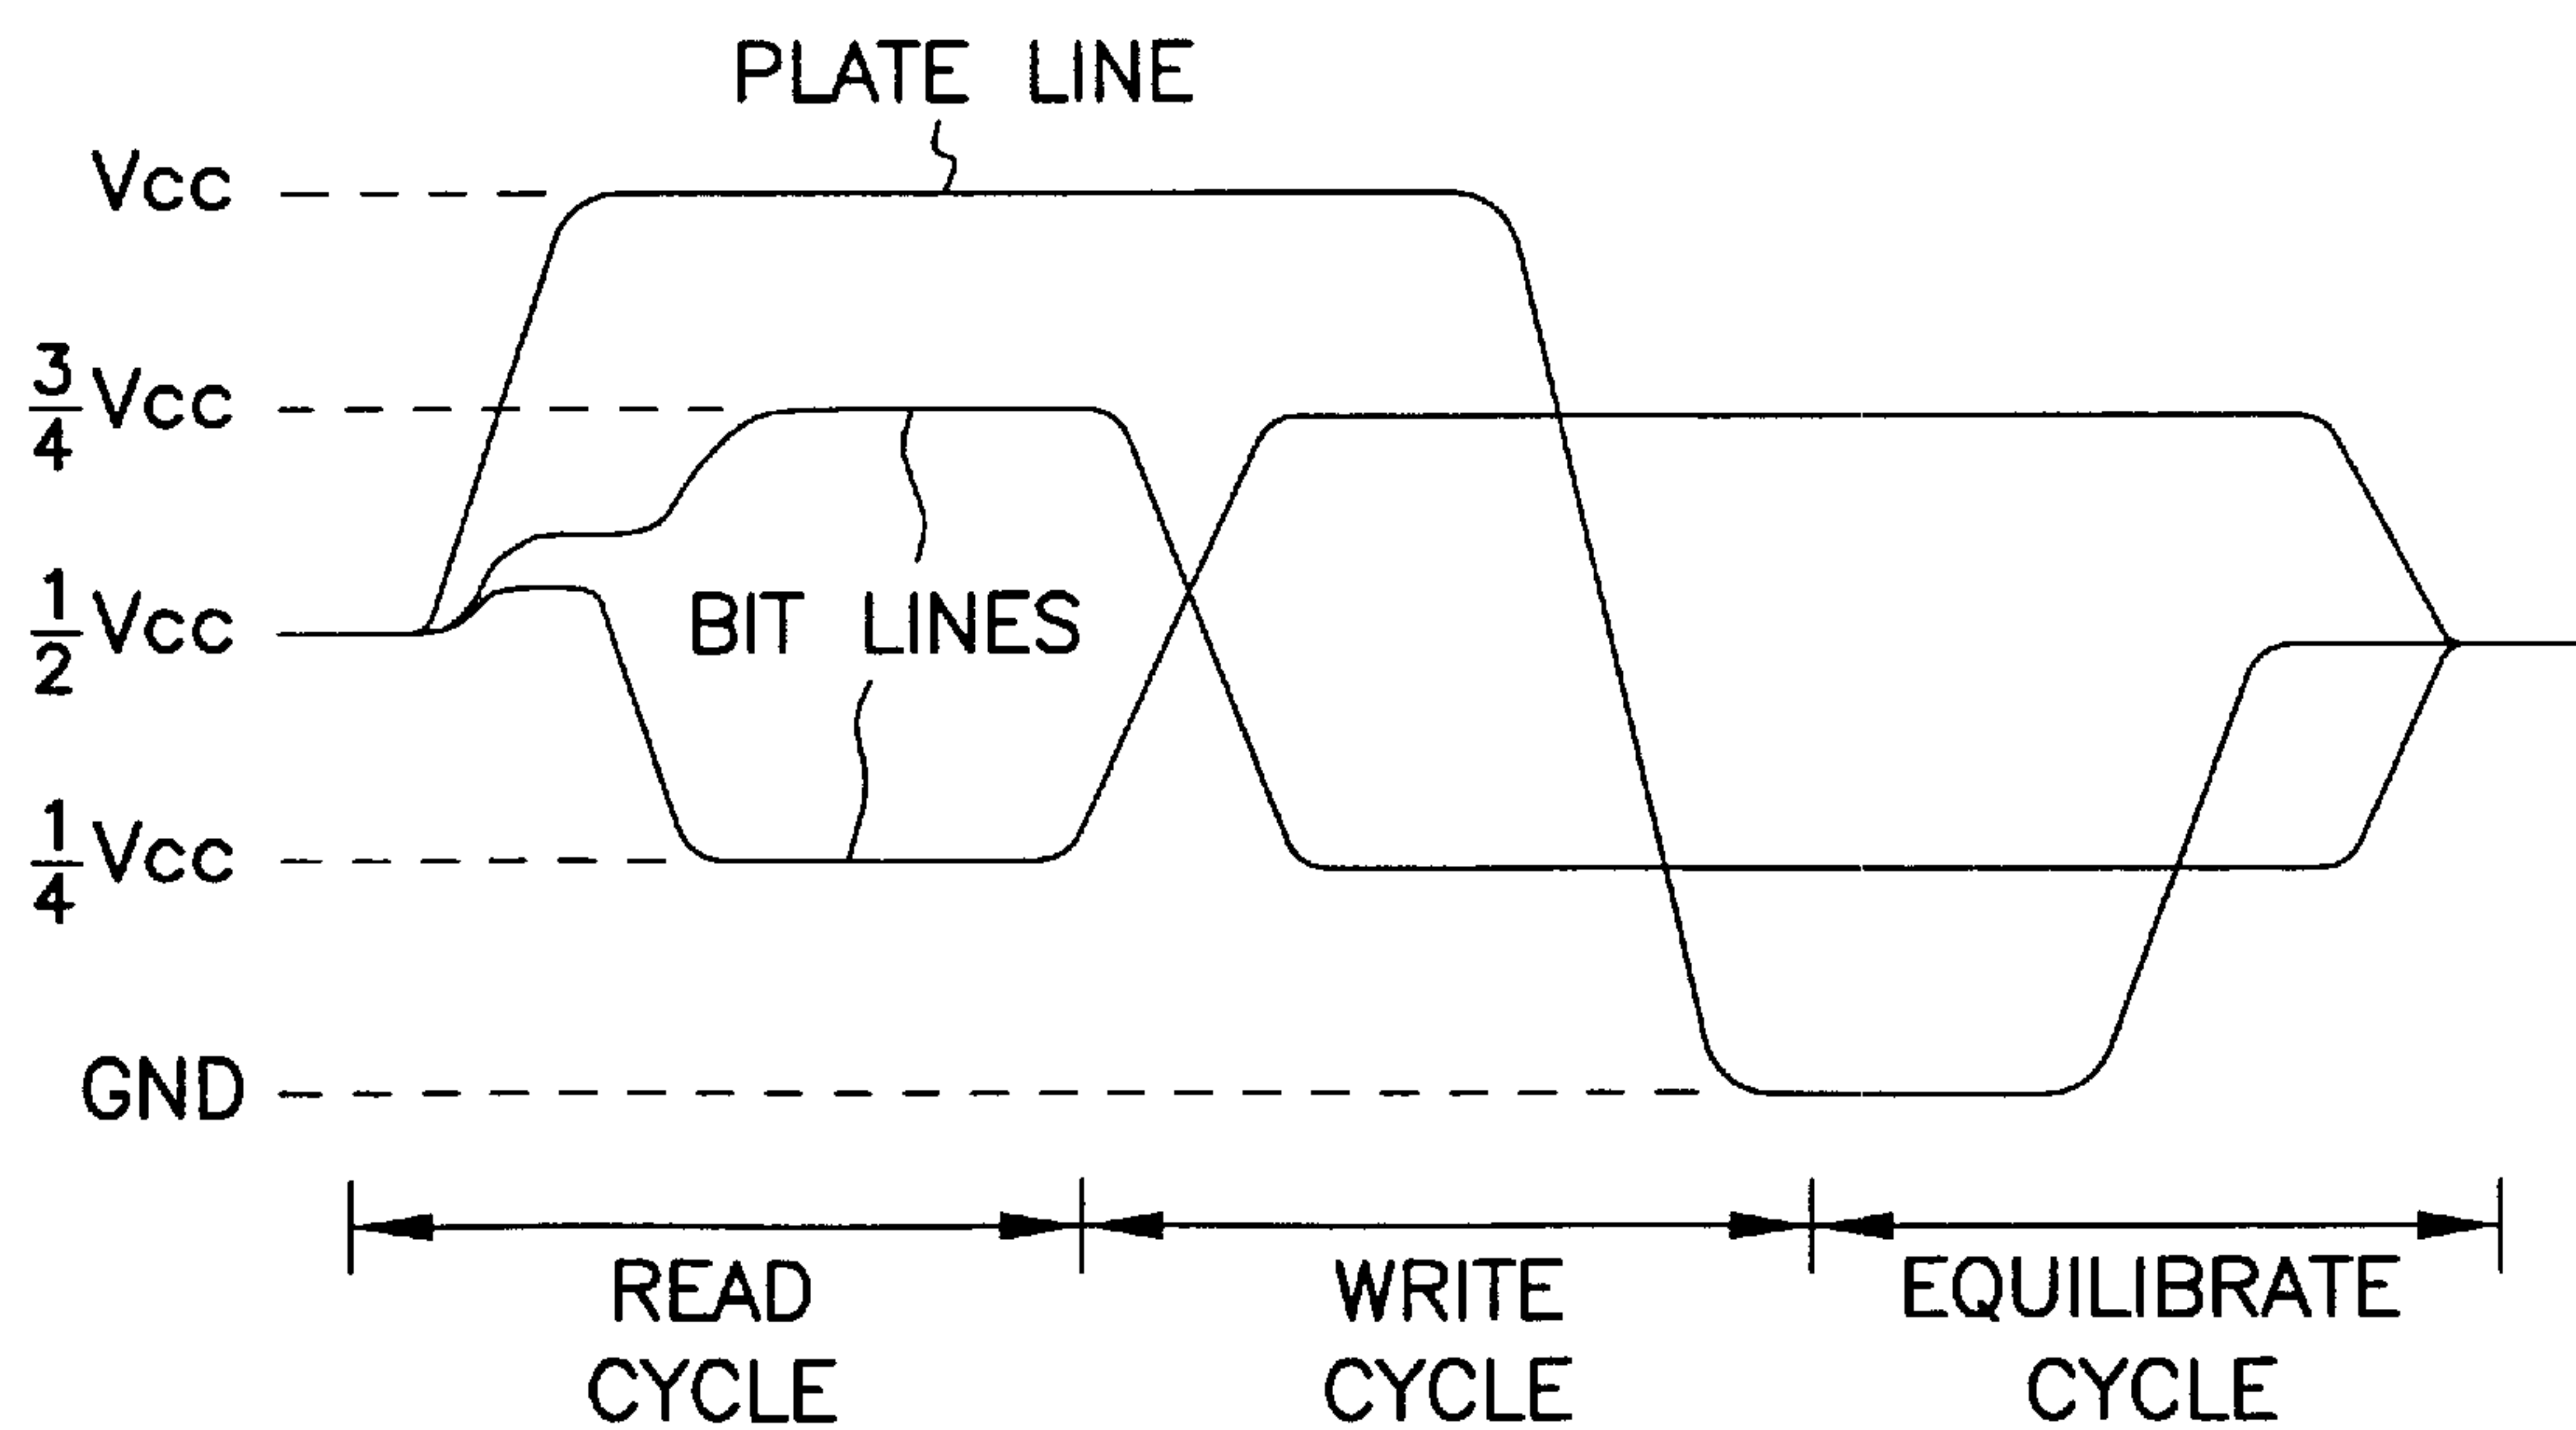 PLATE LINE
Vcc
3/4 Vcc
1/2 Vcc
BIT LINES
1/4 Vcc
GND
READ CYCLE
WRITE CYCLE
EQUILIBRATE CYCLE